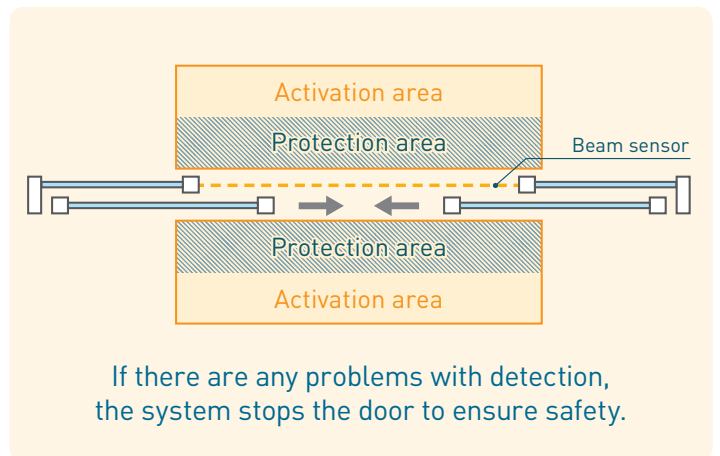 Activation area
Protection area
Beam sensor
Protection area
Activation area
If there are any problems with detection,
the system stops the door to ensure safety.